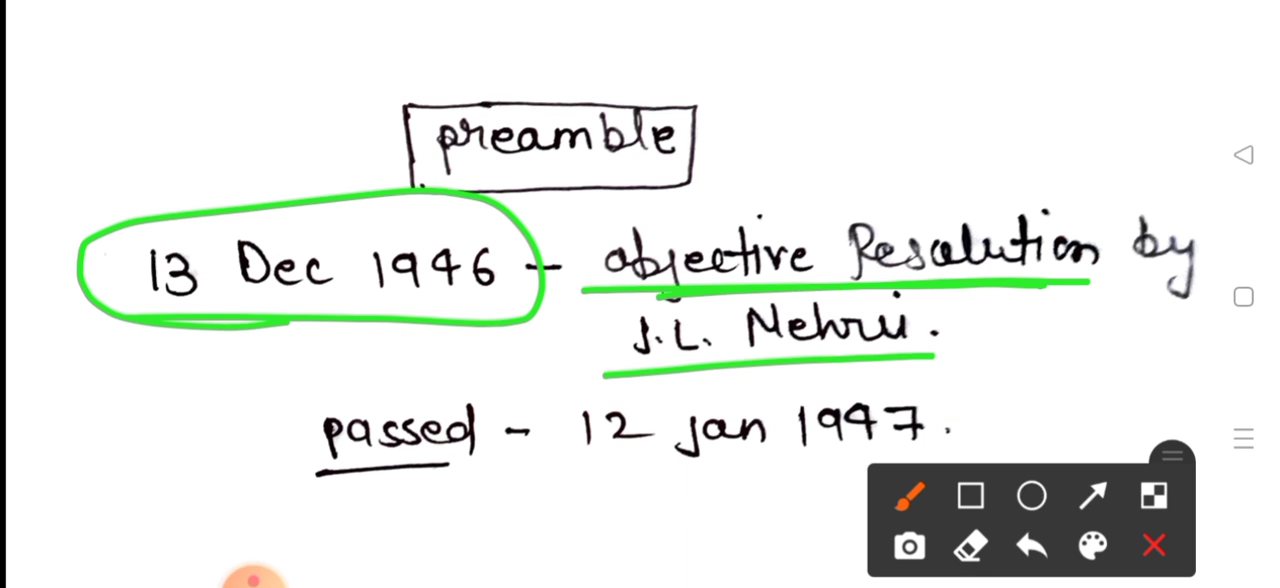 preamble
13 Dec 1946 - objective Resolution by
J.L. Nehru.
passed - 12 jan 1947.